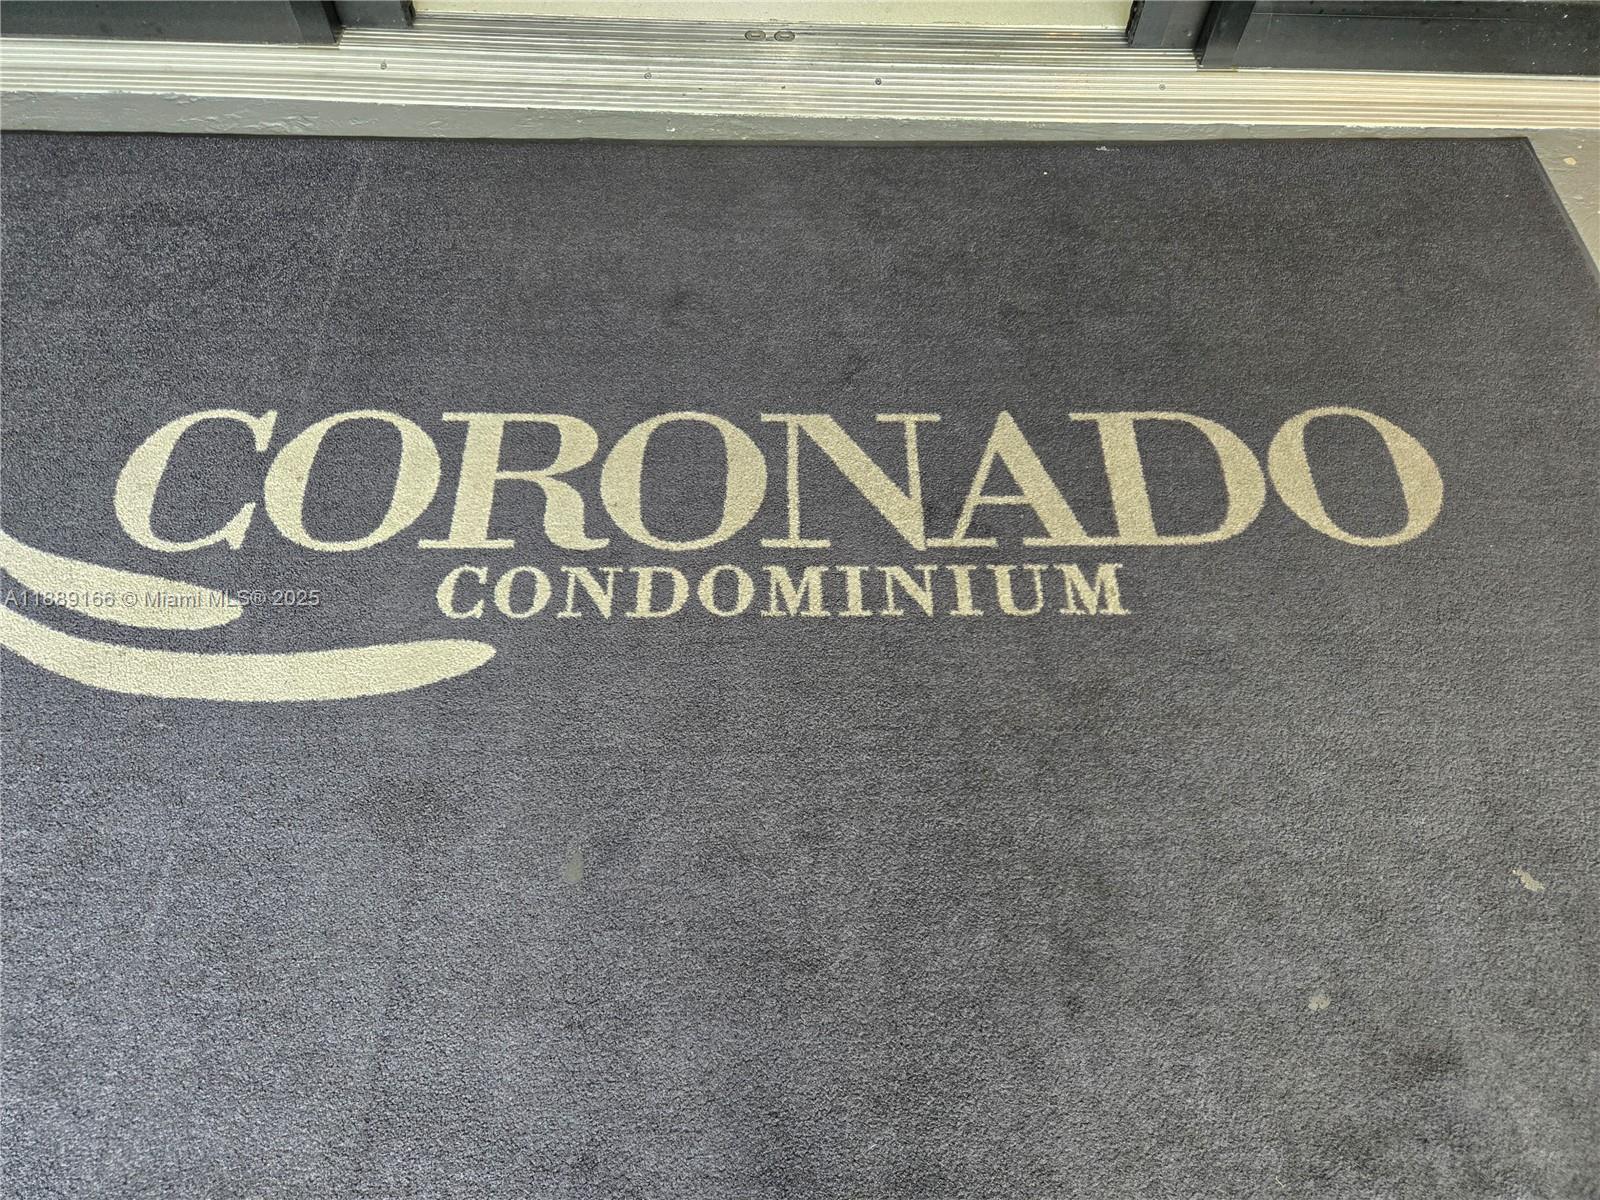 CORONADO
CONDOMINIUM
A11889166 © Miami MLS® 2025